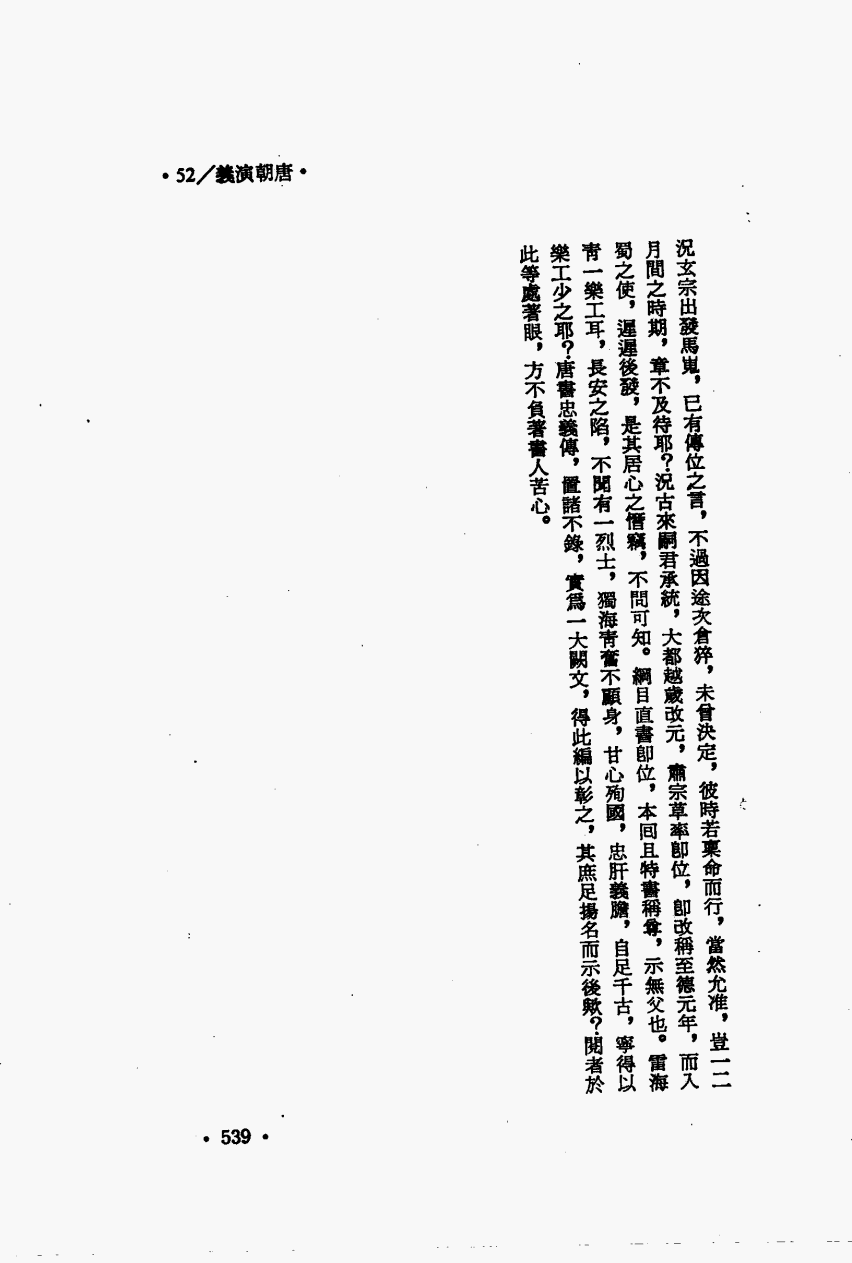 •52/義演朝唐•
況玄宗出發馬嵬，已有傳位之言，不過因途次倉猝，未曾決定，彼時若稟命而行，當然允准，豈一二
月間之時期，章不及待耶？況古來嗣君承統，大都越歲改元，肅宗草率卽位，卽改稱至德元年，而入
蜀之使，遲遲後發，是其居心之僭竊，不問可知。綱目直書卽位，本回且特書稱尊，示無父也。雷海
靑一樂工耳，長安之陷，不聞有一烈士，獨海靑奮不顧身，甘心殉國，忠肝義膽，自足千古，寧得以
樂工少之耶？唐書忠義傳，置諸不錄，實爲一大闕文，得此編以彰之，其庶足揚名而示後歟？閱者於
此等處著眼，方不負著書人苦心。
•539•